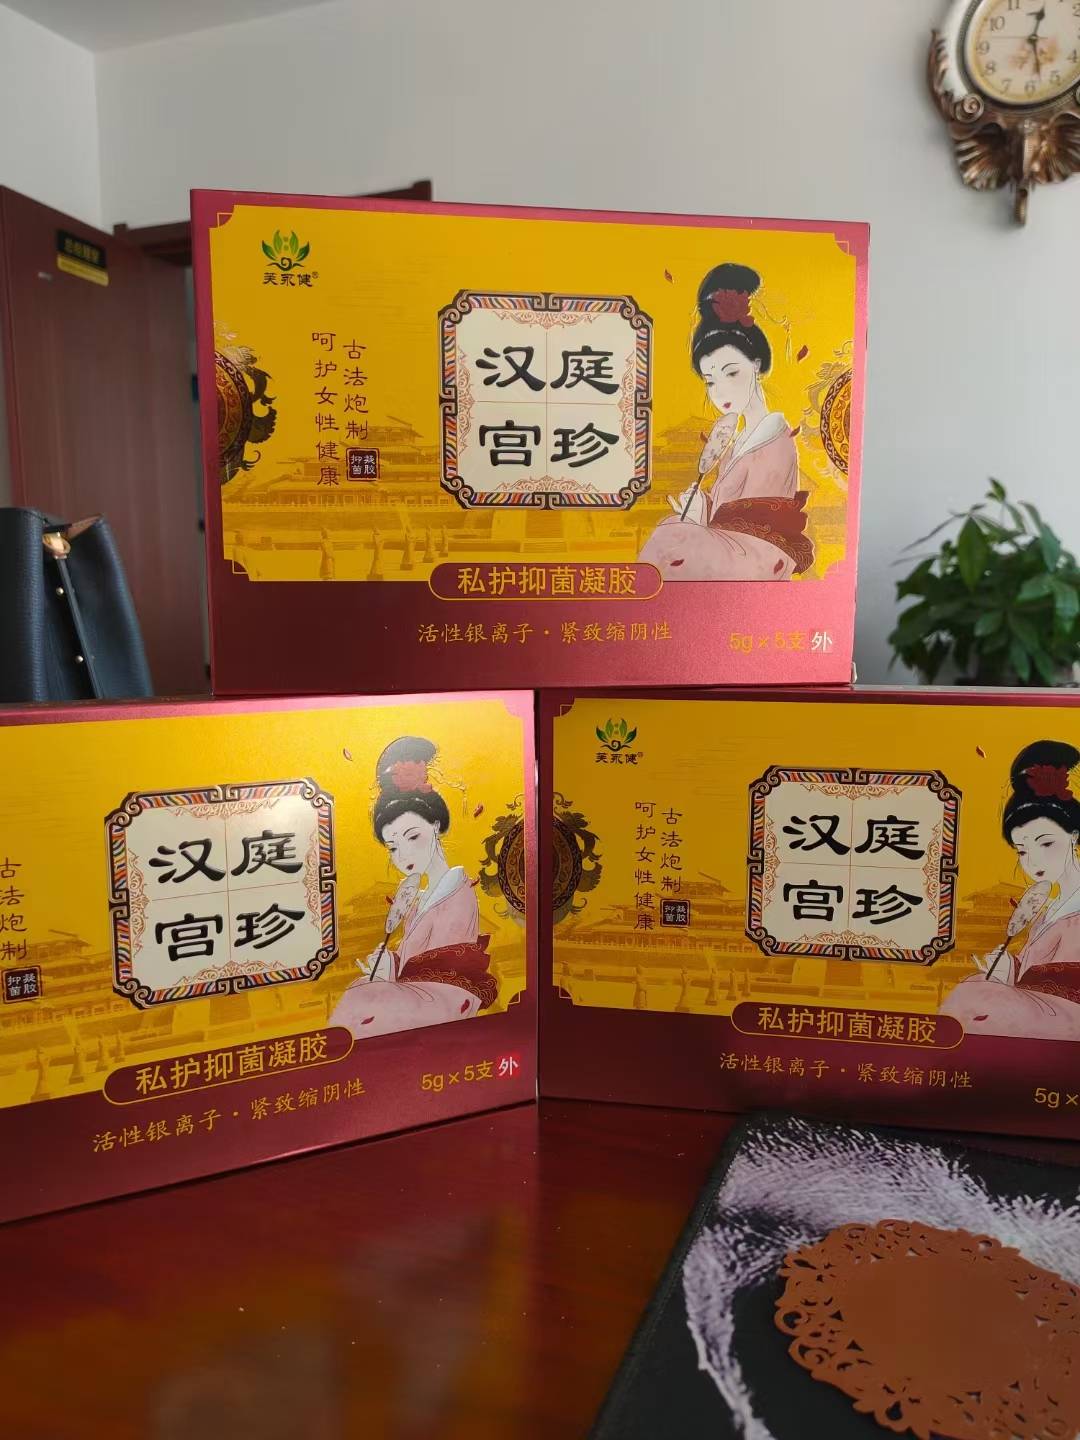 芙永健®
古法炮制
呵护女性健康
抑菌凝胶
汉庭
宫珍
私护抑菌凝胶
活性银离子·紧致缩阴性
5g×5支 外
古法炮制
抑菌凝胶
汉庭
宫珍
私护抑菌凝胶
活性银离子·紧致缩阴性
5g×5支 外
芙永健®
古法炮制
呵护女性健康
抑菌凝胶
汉庭
宫珍
私护抑菌凝胶
活性银离子·紧致缩阴性
5g×